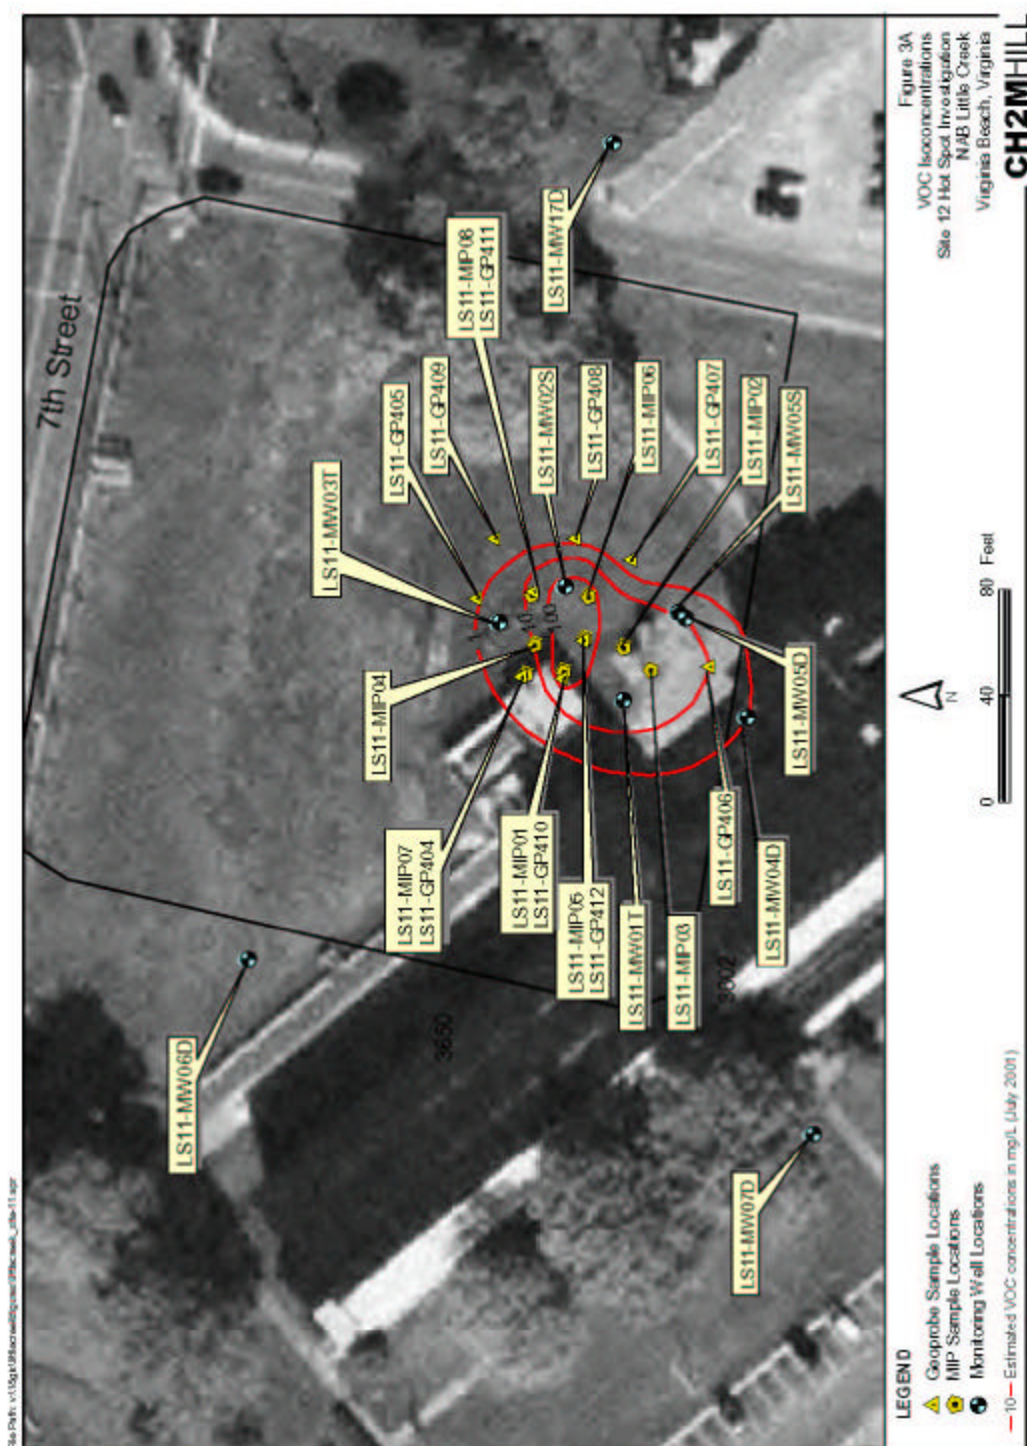 7th Street
LS11-MW03T
LS11-GP405
LS11-GP409
LS11-MIP08
LS11-GP411
LS11-MW17D
LS11-MW02S
LS11-GP408
LS11-MIP06
LS11-GP407
LS11-MIP02
LS11-MW05S
LS11-MW05D
LS11-MIP04
LS11-MIP07
LS11-GP404
LS11-MIP01
LS11-GP410
LS11-MIP05
LS11-GP412
LS11-MW01T
LS11-MIP03
LS11-GP406
LS11-MW04D
LS11-MW06D
LS11-MW07D
3650
3002
1
10
100
LEGEND
Geoprobe Sample Locations
MIP Sample Locations
Monitoring Well Locations
10 Estimated VOC concentrations in mg/L (July 2001)
N
0 40 80 Feet
Figure 3A
VOC Isoconcentrations
Site 12 Hot Spot Investigation
NAB Little Creek
Virginia Beach, Virginia
CH2MHILL